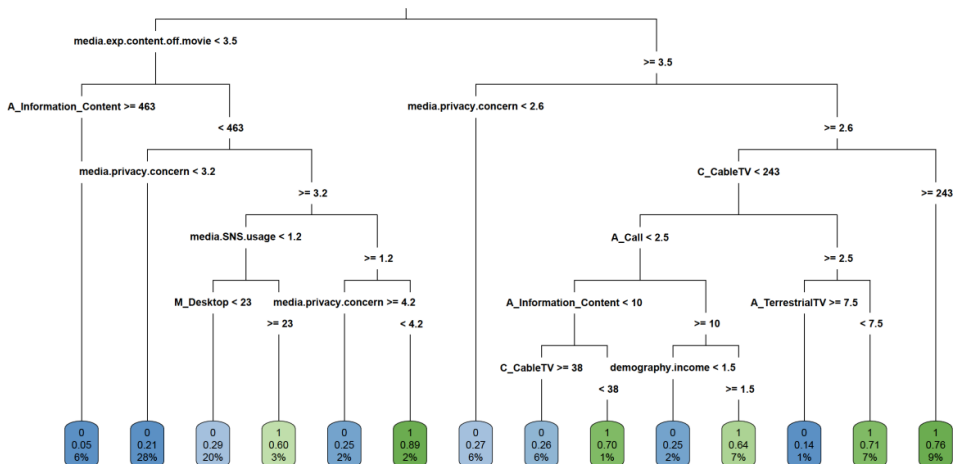 media.exp.content.off.movie < 3.5
>= 3.5
A_Information_Content >= 463
media.privacy.concern < 2.6
< 463
>= 2.6
media.privacy.concern < 3.2
C_CableTV < 243
>= 3.2
>= 243
media.SNS.usage < 1.2
A_Call < 2.5
>= 1.2
>= 2.5
M_Desktop < 23
media.privacy.concern >= 4.2
A_Information_Content < 10
A_TerrestrialTV >= 7.5
>= 23
< 4.2
>= 10
< 7.5
C_CableTV >= 38
demography.income < 1.5
< 38
>= 1.5
0 0 0 1 0 1 0 0 1 0 1 0 1 1
0.05 0.21 0.29 0.60 0.25 0.89 0.27 0.26 0.70 0.25 0.64 0.14 0.71 0.76
6% 28% 20% 3% 2% 2% 6% 6% 1% 2% 7% 1% 7% 9%